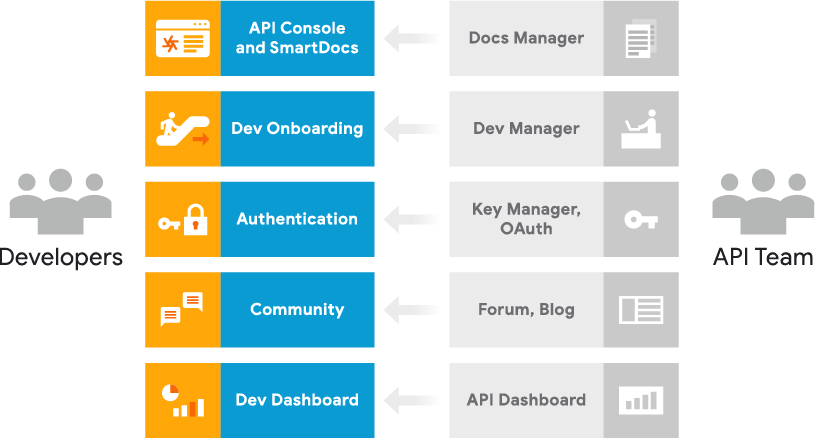 API Console
and SmartDocs
Docs Manager
Dev Onboarding
Dev Manager
Developers
Authentication
Key Manager,
OAuth
API Team
Community
Forum, Blog
Dev Dashboard
API Dashboard